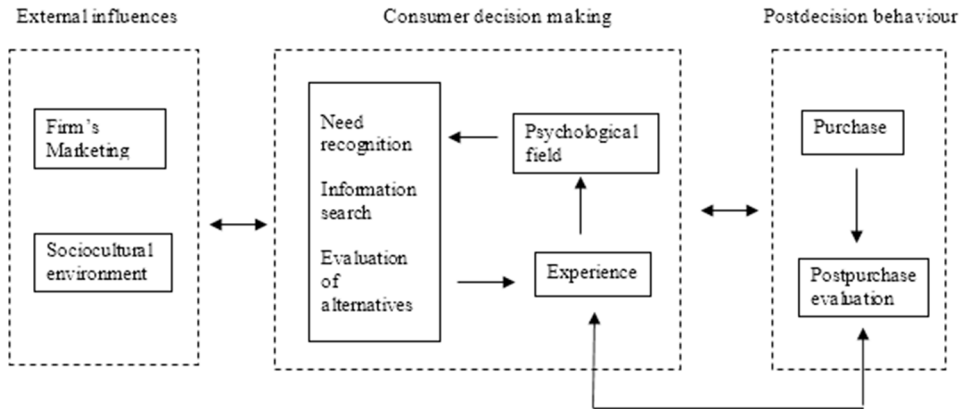 External influences
Consumer decision making
Postdecision behaviour
Firm's
Marketing
Sociocultural
environment
Need
recognition
Information
search
Evaluation
of
alternatives
Psychological
field
Experience
Purchase
Postpurchase
evaluation